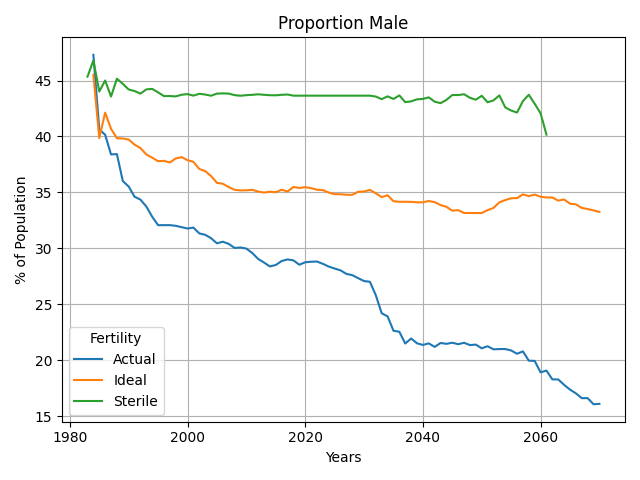 Proportion Male
% of Population
45
40
35
30
25
20
15
Fertility
Actual
Ideal
Sterile
1980
2000
2020
2040
2060
Years